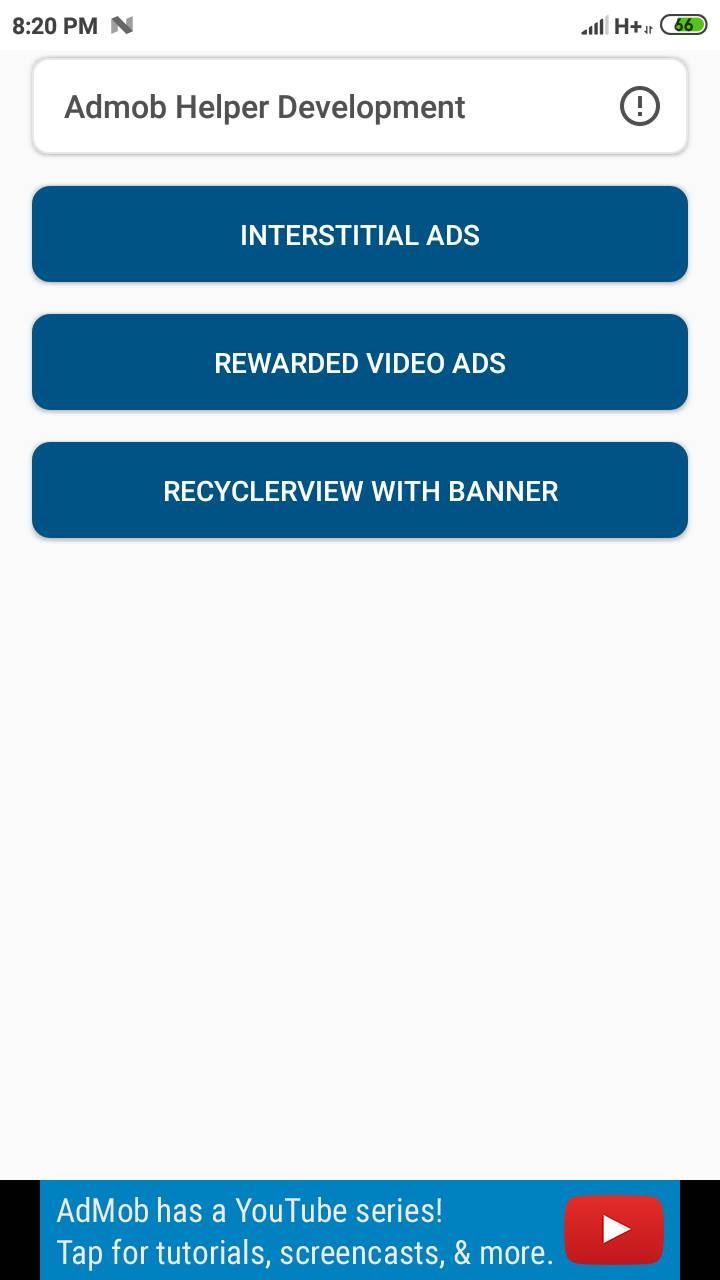 8:20 PM H+ 66
Admob Helper Development
INTERSTITIAL ADS
REWARDED VIDEO ADS
RECYCLERVIEW WITH BANNER
AdMob has a YouTube series!
Tap for tutorials, screencasts, & more.